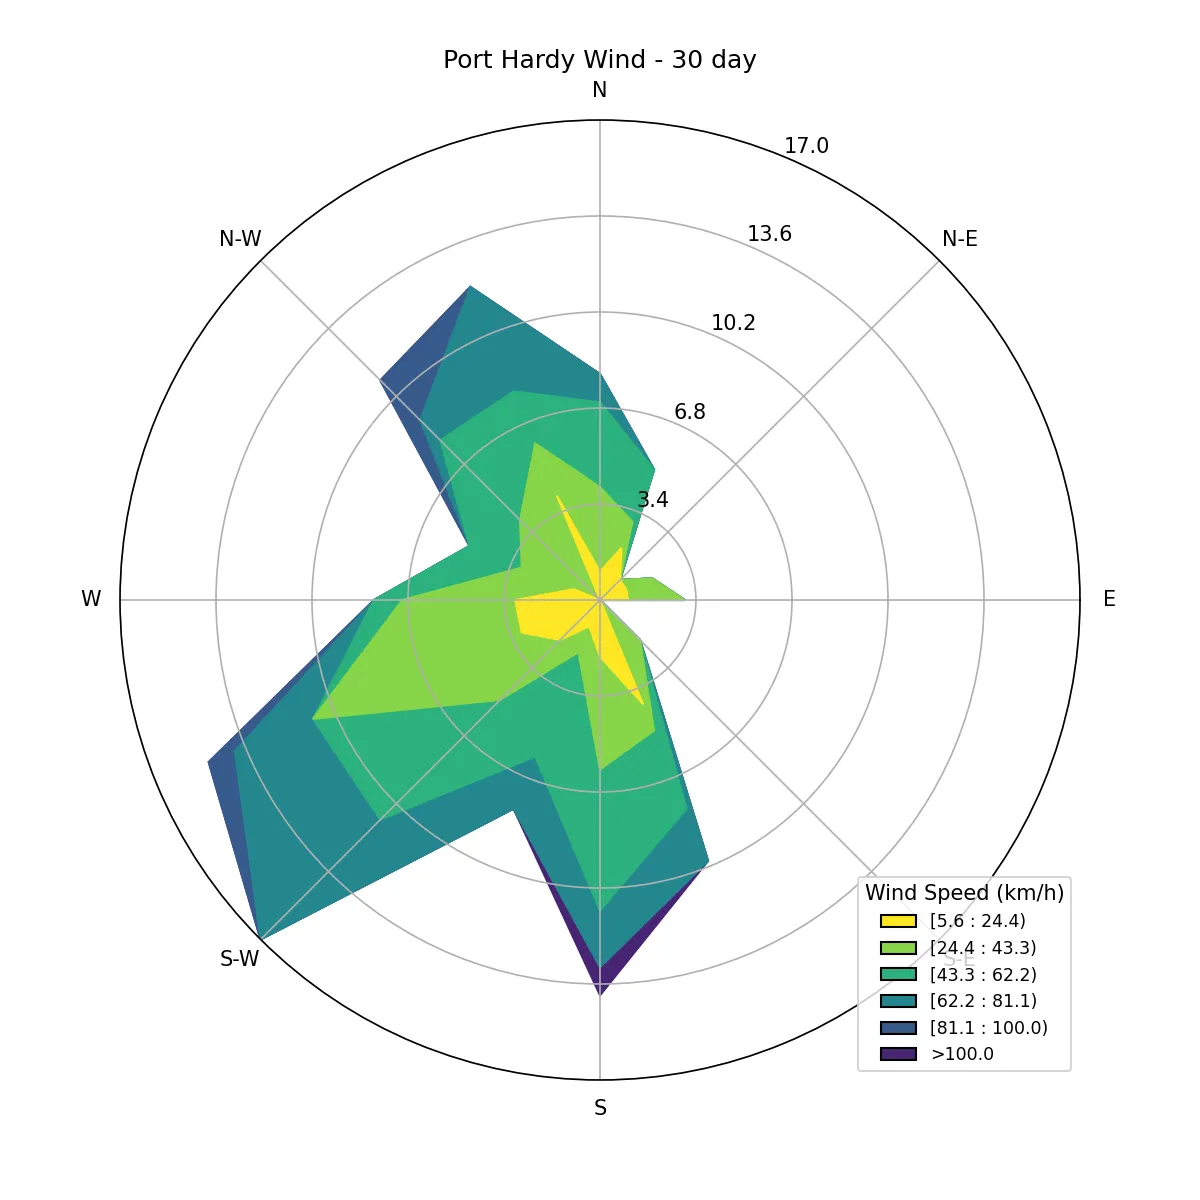 Port Hardy Wind - 30 day
N
17.0
N-W
13.6
N-E
10.2
6.8
3.4
W
E
S-W
S-E
S
Wind Speed (km/h)
[5.6 : 24.4)
[24.4 : 43.3)
[43.3 : 62.2)
[62.2 : 81.1)
[81.1 : 100.0)
>100.0